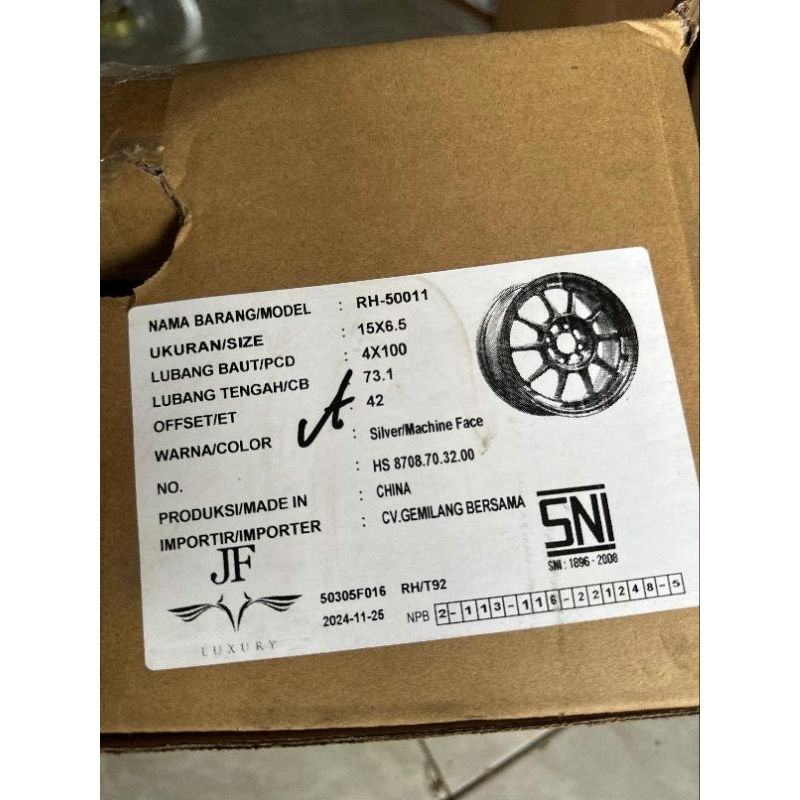 NAMA BARANG/MODEL : RH-50011
UKURAN/SIZE : 15X6.5
LUBANG BAUT/PCD : 4X100
LUBANG TENGAH/CB : 73.1
OFFSET/ET : 42
WARNA/COLOR : Silver/Machine Face
NO. : HS 8708.70.32.00
PRODUKSI/MADE IN : CHINA
IMPORTIR/IMPORTER : CV.GEMILANG BERSAMA
SNI
SNI : 1896 - 2008
JF
LUXURY
50305F016 RH/T92
2024-11-25 NPB 2-113-116-221248-5